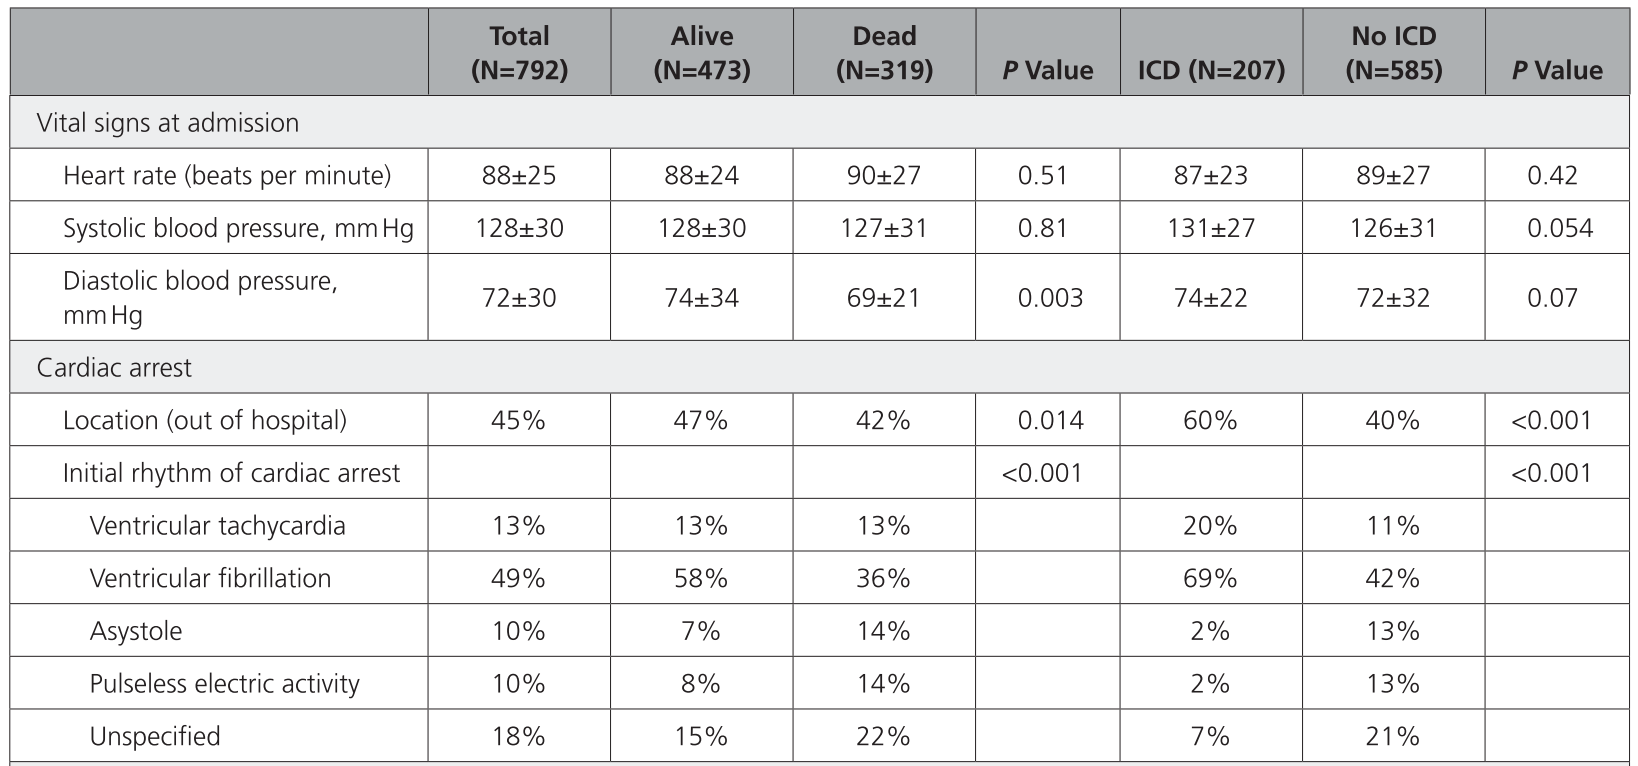 Total (N=792) Alive (N=473) Dead (N=319) P Value ICD (N=207) No ICD (N=585) P Value
Vital signs at admission
Heart rate (beats per minute) 88±25 88±24 90±27 0.51 87±23 89±27 0.42
Systolic blood pressure, mm Hg 128±30 128±30 127±31 0.81 131±27 126±31 0.054
Diastolic blood pressure, mm Hg 72±30 74±34 69±21 0.003 74±22 72±32 0.07
Cardiac arrest
Location (out of hospital) 45% 47% 42% 0.014 60% 40% <0.001
Initial rhythm of cardiac arrest <0.001 <0.001
Ventricular tachycardia 13% 13% 13% 20% 11%
Ventricular fibrillation 49% 58% 36% 69% 42%
Asystole 10% 7% 14% 2% 13%
Pulseless electric activity 10% 8% 14% 2% 13%
Unspecified 18% 15% 22% 7% 21%